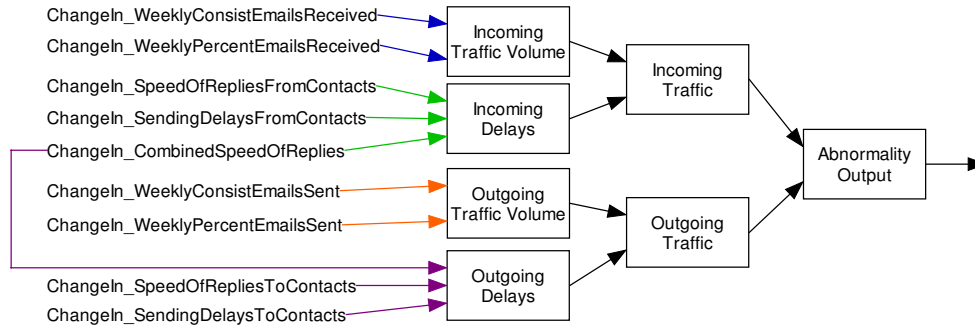 ChangeIn_WeeklyConsistEmailsReceived
ChangeIn_WeeklyPercentEmailsReceived
ChangeIn_SpeedOfRepliesFromContacts
ChangeIn_SendingDelaysFromContacts
ChangeIn_CombinedSpeedOfReplies
ChangeIn_WeeklyConsistEmailsSent
ChangeIn_WeeklyPercentEmailsSent
ChangeIn_SpeedOfRepliesToContacts
ChangeIn_SendingDelaysToContacts
Incoming
Traffic Volume
Incoming
Delays
Outgoing
Traffic Volume
Outgoing
Delays
Incoming
Traffic
Outgoing
Traffic
Abnormality
Output